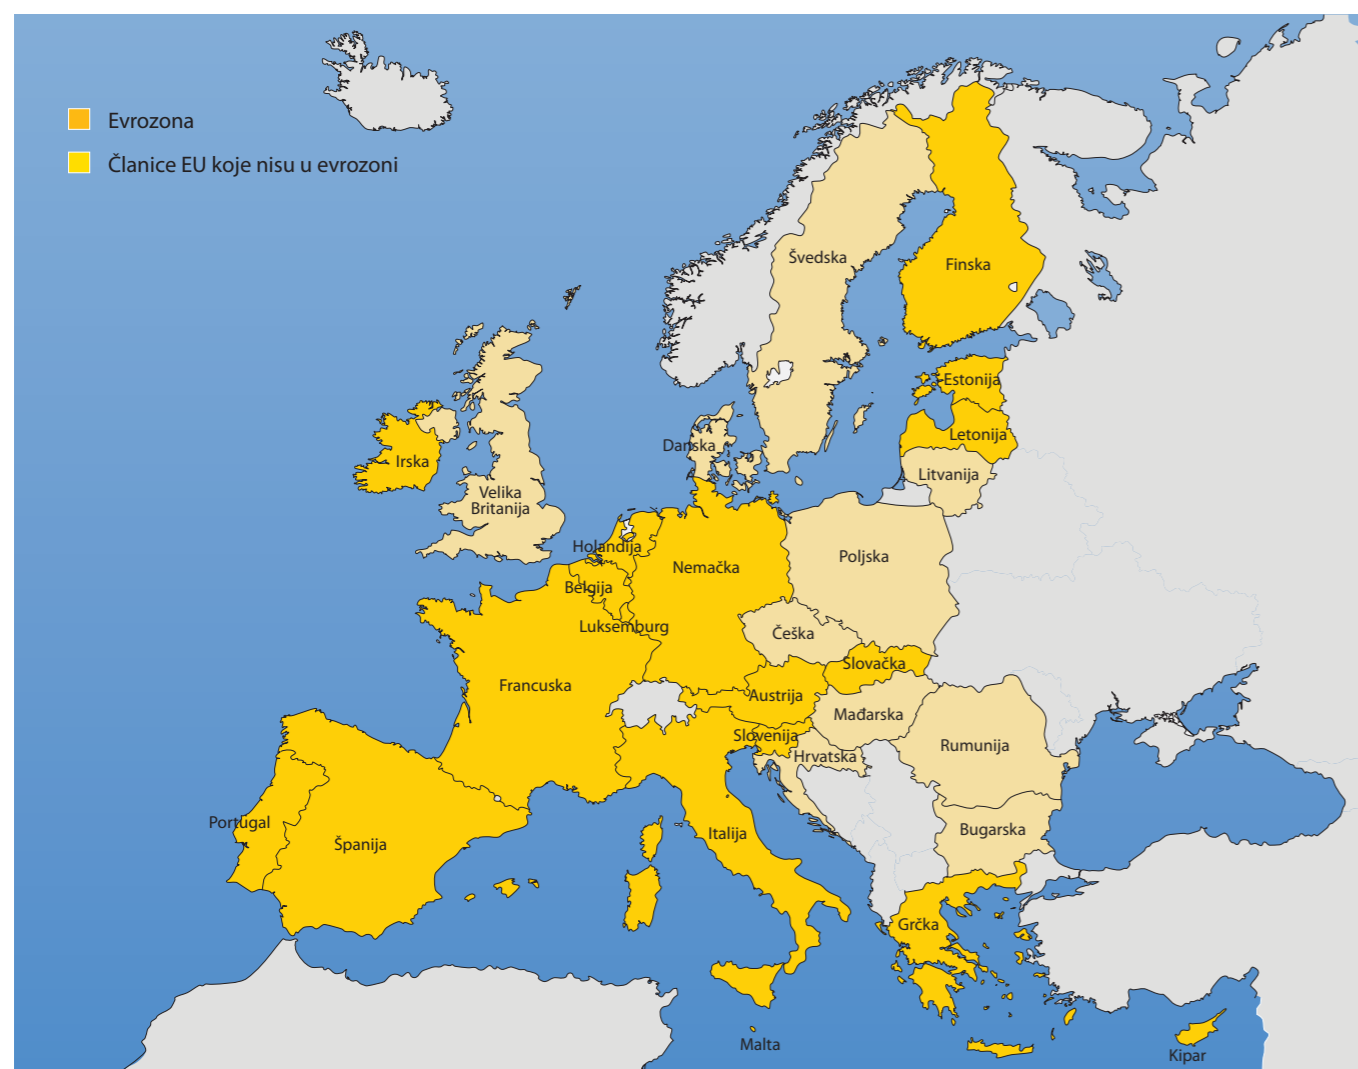 Evrozona
Članice EU koje nisu u evrozoni
Švedska
Finska
Estonija
Letonija
Danska
Irska
Litvanija
Velika
Britanija
Holandija
Poljska
Nemačka
Belgija
Luksemburg
Češka
Slovačka
Francuska
Austrija
Mađarska
Slovenija
Rumunija
Hrvatska
Portugal
Italija
Bugarska
Španija
Grčka
Malta
Kipar